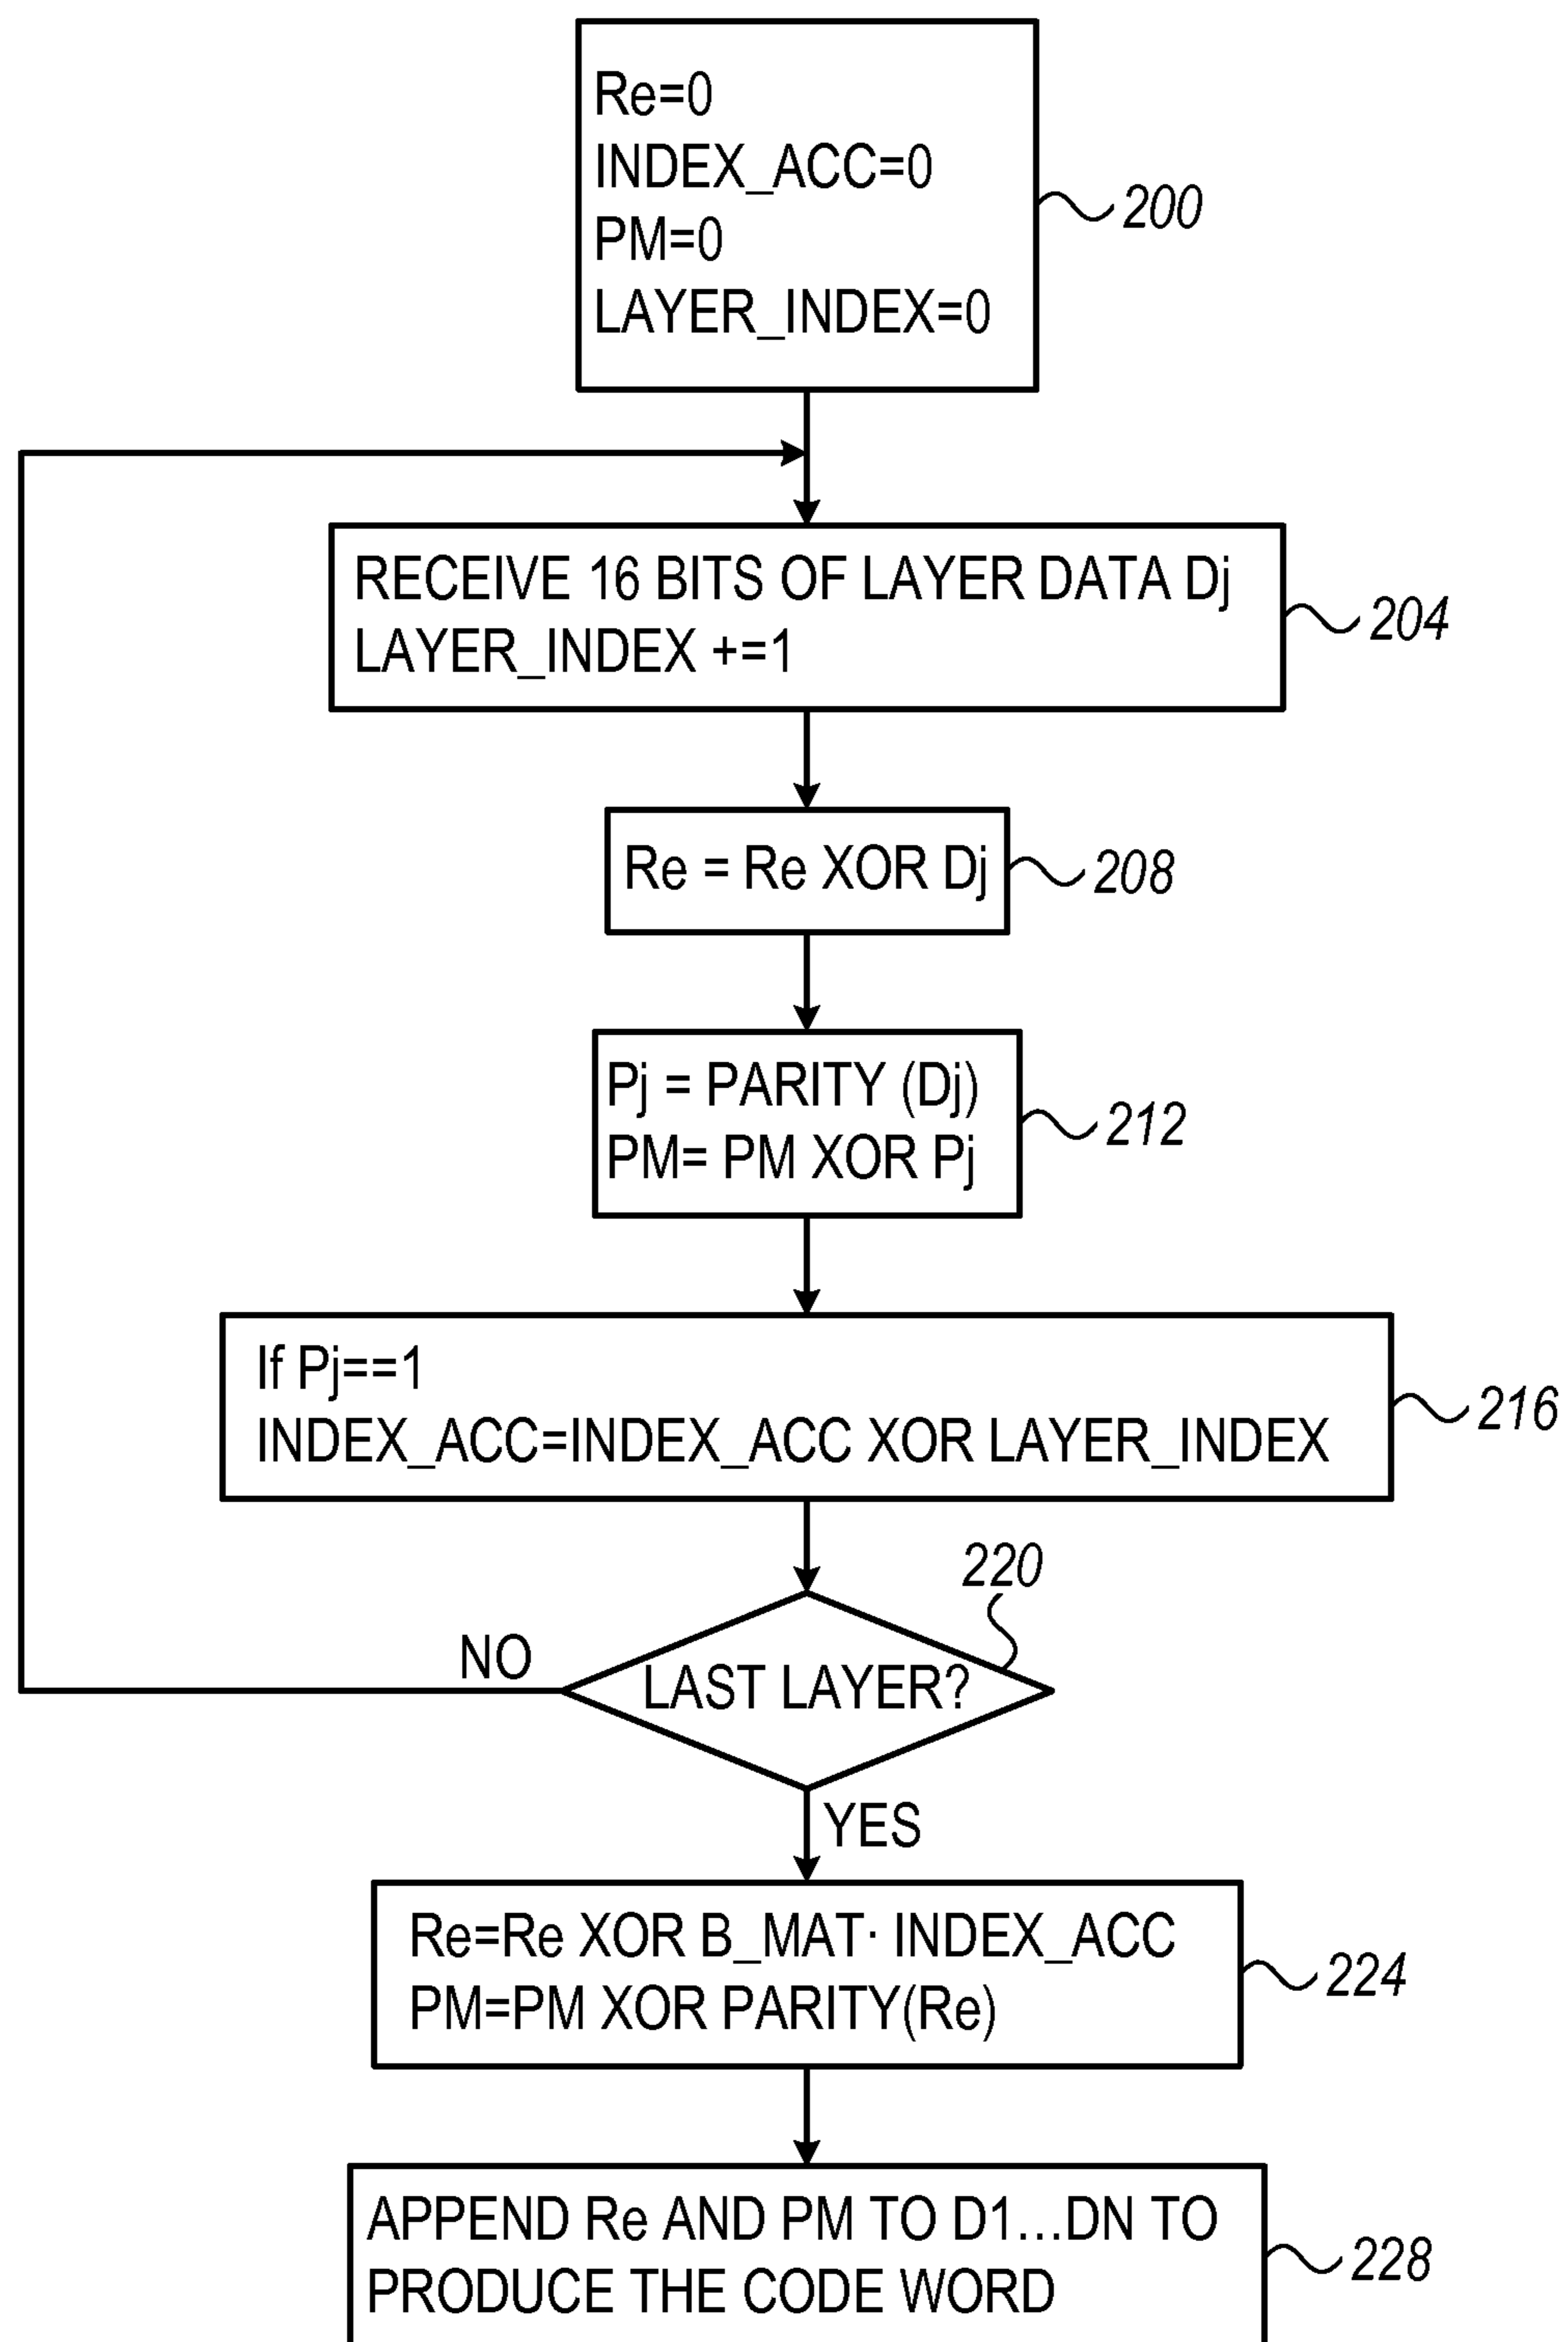 Re=0
INDEX_ACC=0
PM=0
LAYER_INDEX=0
200
RECEIVE 16 BITS OF LAYER DATA Dj
LAYER_INDEX +=1
204
Re = Re XOR Dj
208
Pj = PARITY (Dj)
PM= PM XOR Pj
212
If Pj==1
INDEX_ACC=INDEX_ACC XOR LAYER_INDEX
216
220
NO
LAST LAYER?
YES
Re=Re XOR B_MAT· INDEX_ACC
PM=PM XOR PARITY(Re)
224
APPEND Re AND PM TO D1...DN TO
PRODUCE THE CODE WORD
228